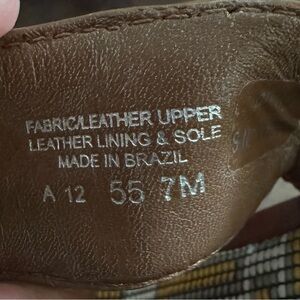 FABRIC/LEATHER UPPER
LEATHER LINING & SOLE
MADE IN BRAZIL
A 12 55 7M